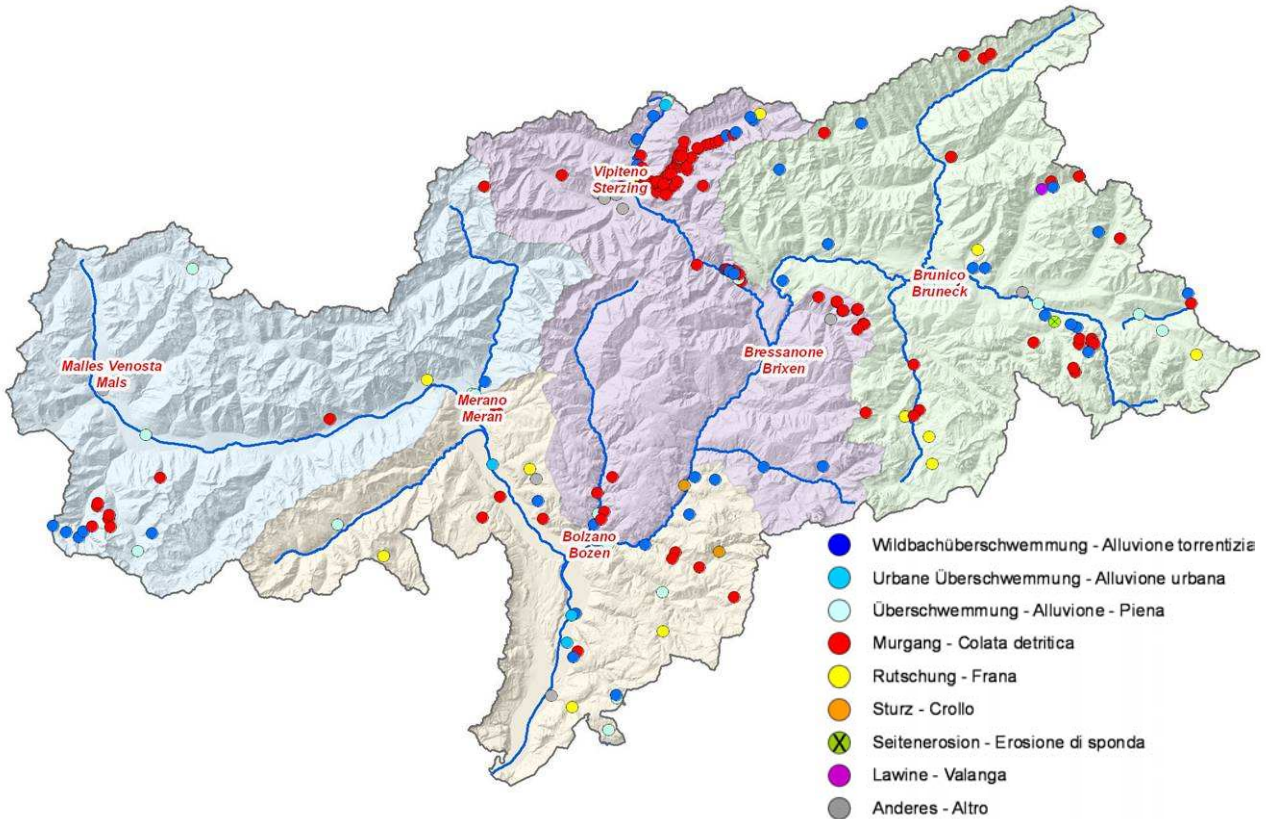 Vipiteno
Sterzing
Brunico
Bruneck
Bressanone
Brixen
Malles Venosta
Mals
Merano
Meran
Bolzano
Bozen
Wildbachüberschwemmung - Alluvione torrentizia
Urbane Überschwemmung - Alluvione urbana
Überschwemmung - Alluvione - Piena
Murgang - Colata detritica
Rutschung - Frana
Sturz - Crollo
X
Seitenerosion - Erosione di sponda
Lawine - Valanga
Anderes - Altro